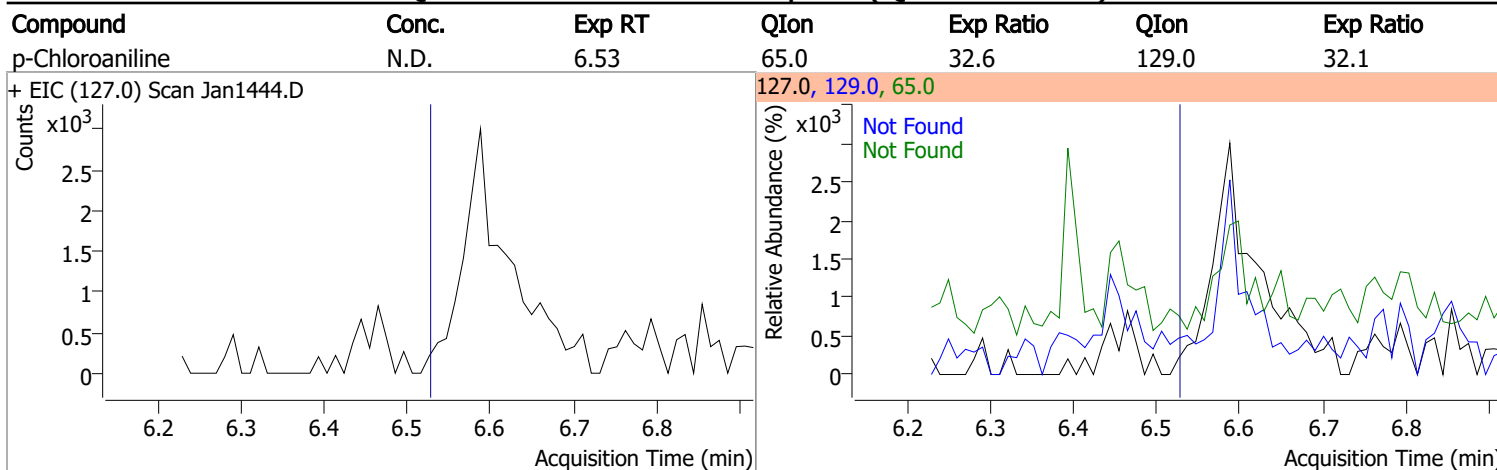 Compound Conc. Exp RT QIon Exp Ratio QIon Exp Ratio
p-Chloroaniline N.D. 6.53 65.0 32.6 129.0 32.1
+ EIC (127.0) Scan Jan1444.D
Counts
x10³
2.5
2
1.5
1
0.5
0
6.2 6.3 6.4 6.5 6.6 6.7 6.8
Acquisition Time (min)
127.0, 129.0, 65.0
Relative Abundance (%)
x10³
Not Found
Not Found
2.5
2
1.5
1
0.5
0
6.2 6.3 6.4 6.5 6.6 6.7 6.8
Acquisition Time (min)